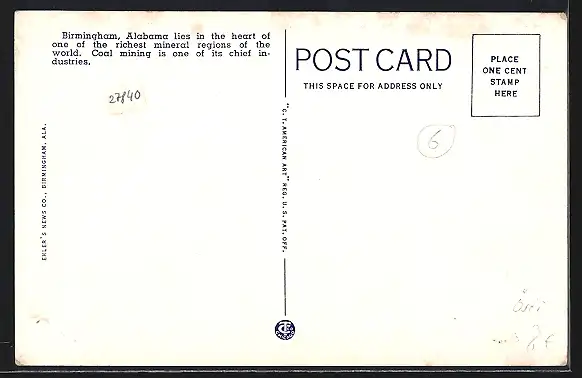 Birmingham, Alabama lies in the heart of
one of the richest mineral regions of the
world. Coal mining is one of its chief in-
dustries.
27840
EHLER'S NEWS CO., BIRMINGHAM, ALA.
"C. T. AMERICAN ART" REG. U. S. PAT. OFF.
POST CARD
THIS SPACE FOR ADDRESS ONLY
PLACE
ONE CENT
STAMP
HERE
6